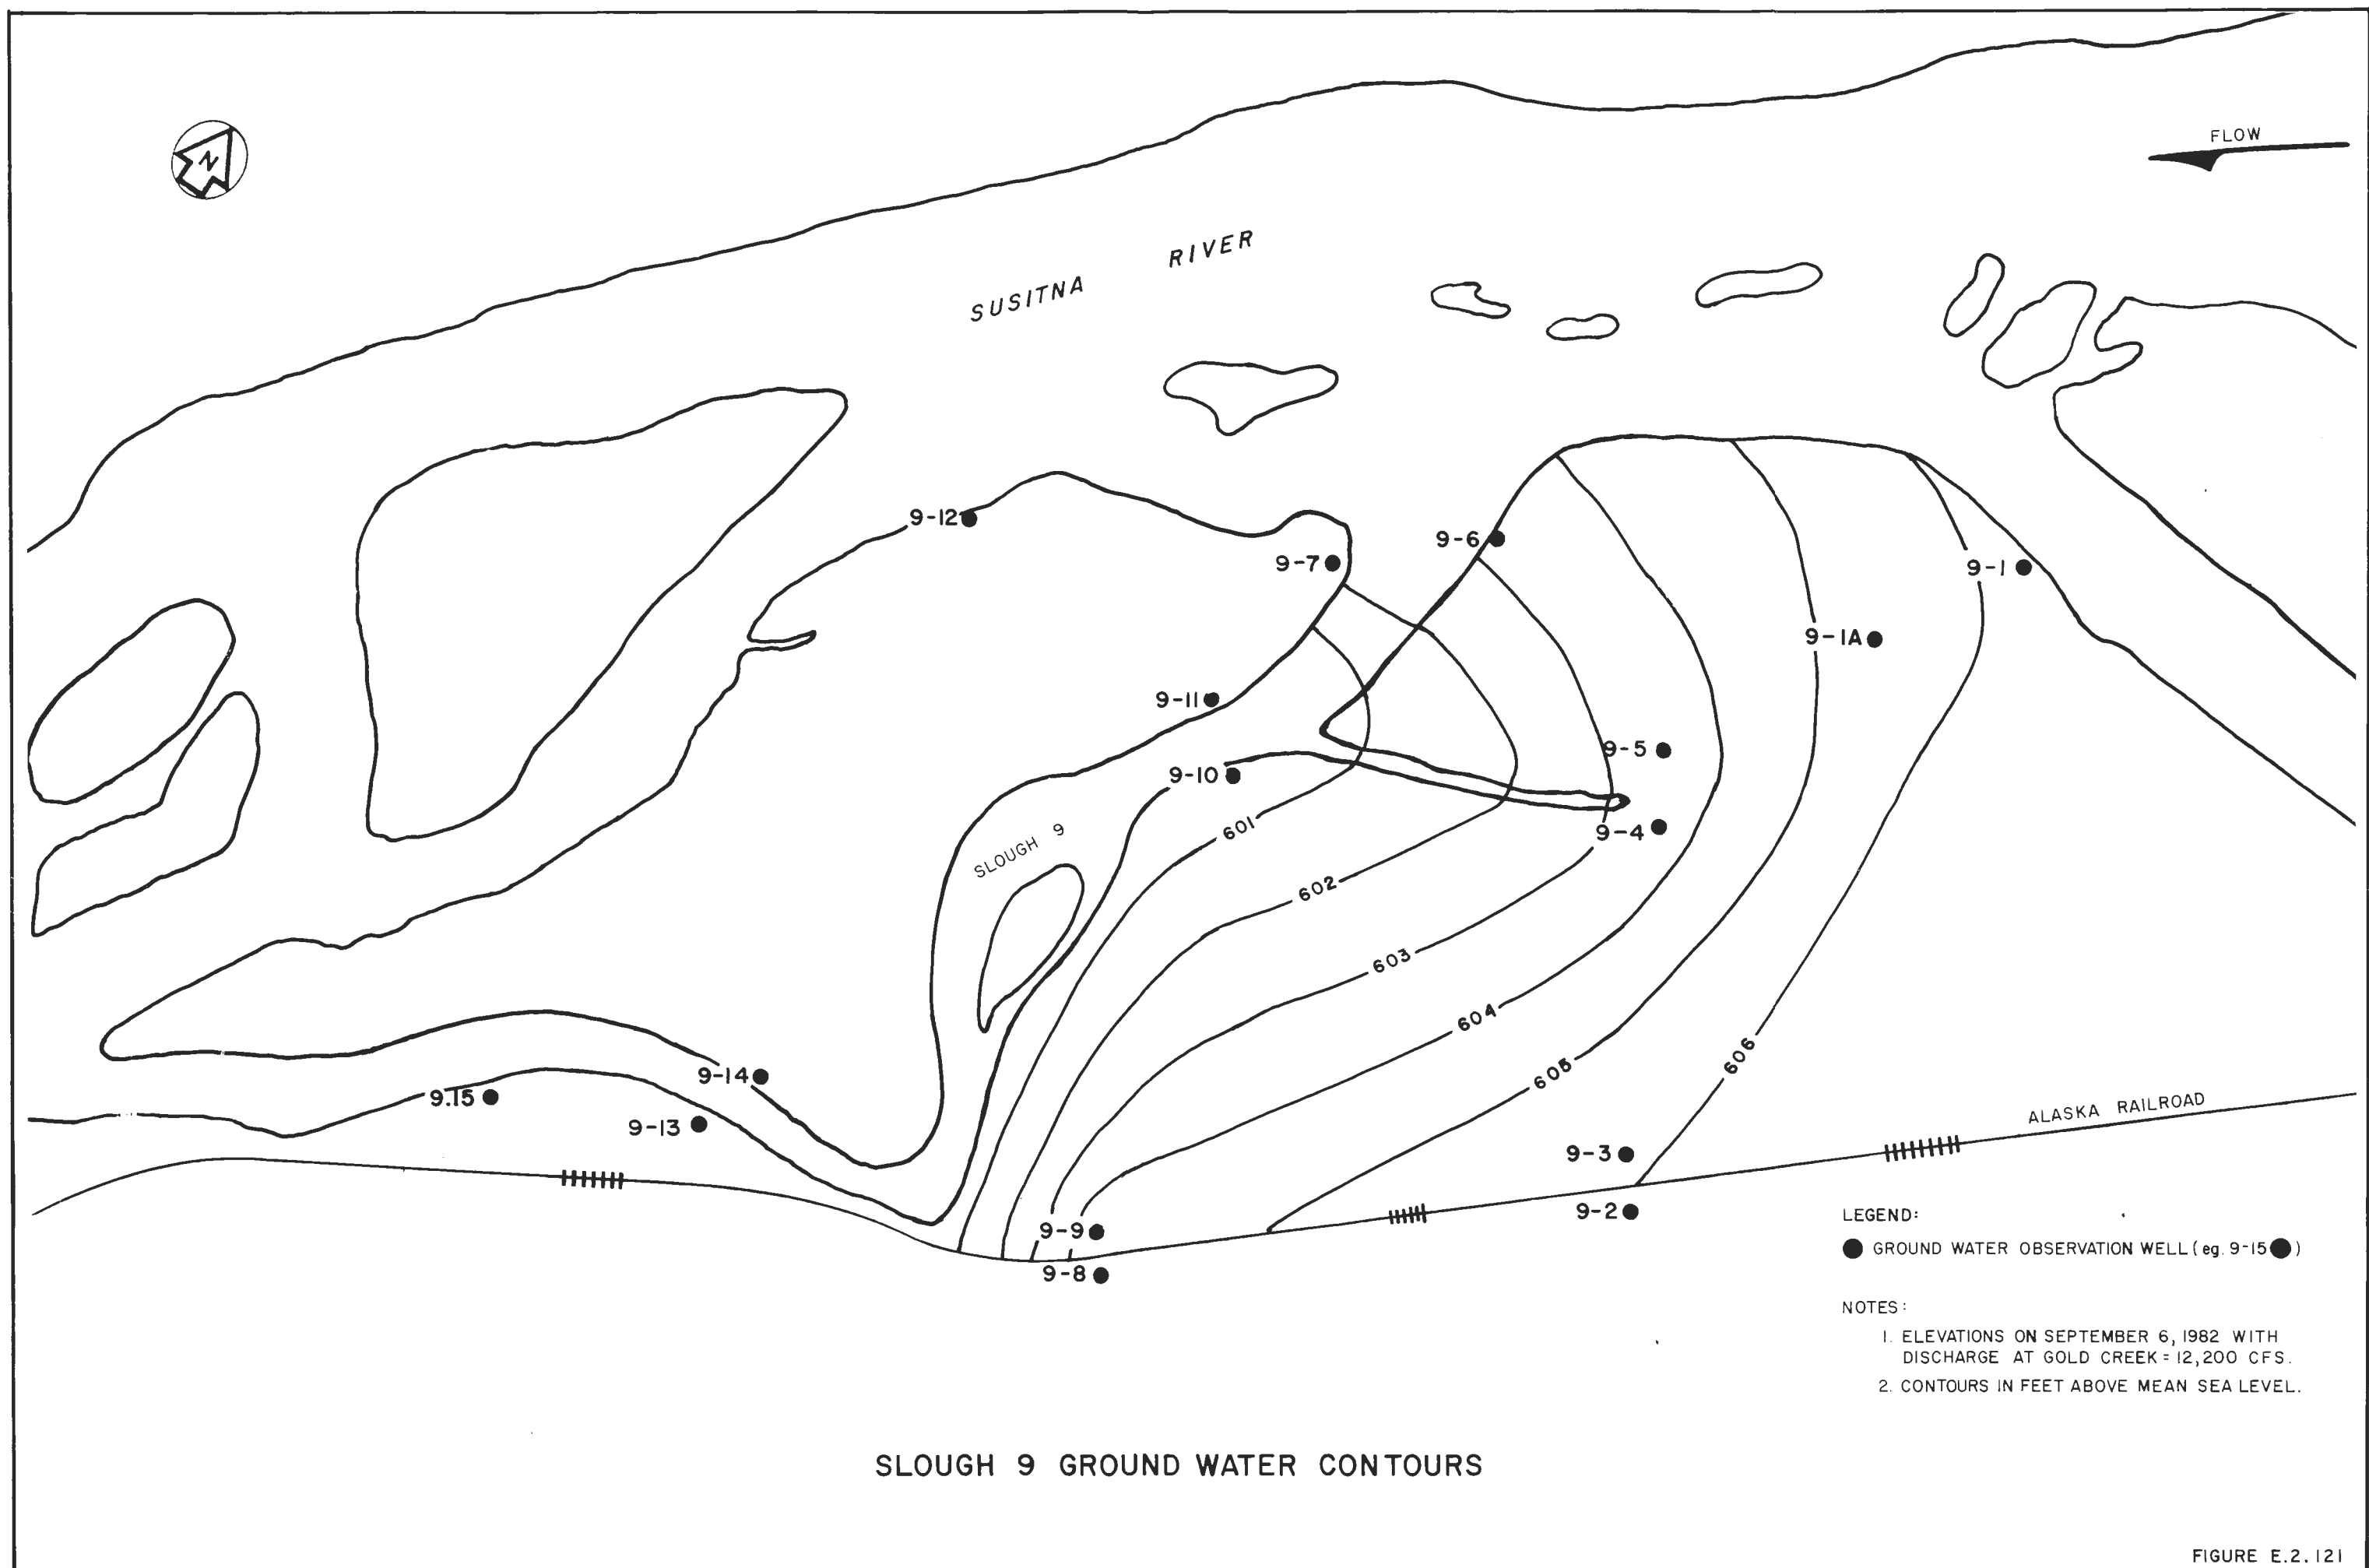 N
FLOW
SUSITNA RIVER
9-12
9-7
9-6
9-1
9-1A
9-11
9-5
9-10
9-4
601
SLOUGH 9
602
603
604
605
606
9-14
9.15
9-13
ALASKA RAILROAD
9-3
9-2
9-9
9-8
LEGEND:
GROUND WATER OBSERVATION WELL (eg. 9-15 )
NOTES:
1. ELEVATIONS ON SEPTEMBER 6, 1982 WITH
DISCHARGE AT GOLD CREEK = 12,200 CFS.
2. CONTOURS IN FEET ABOVE MEAN SEA LEVEL.
SLOUGH 9 GROUND WATER CONTOURS
FIGURE E.2.121